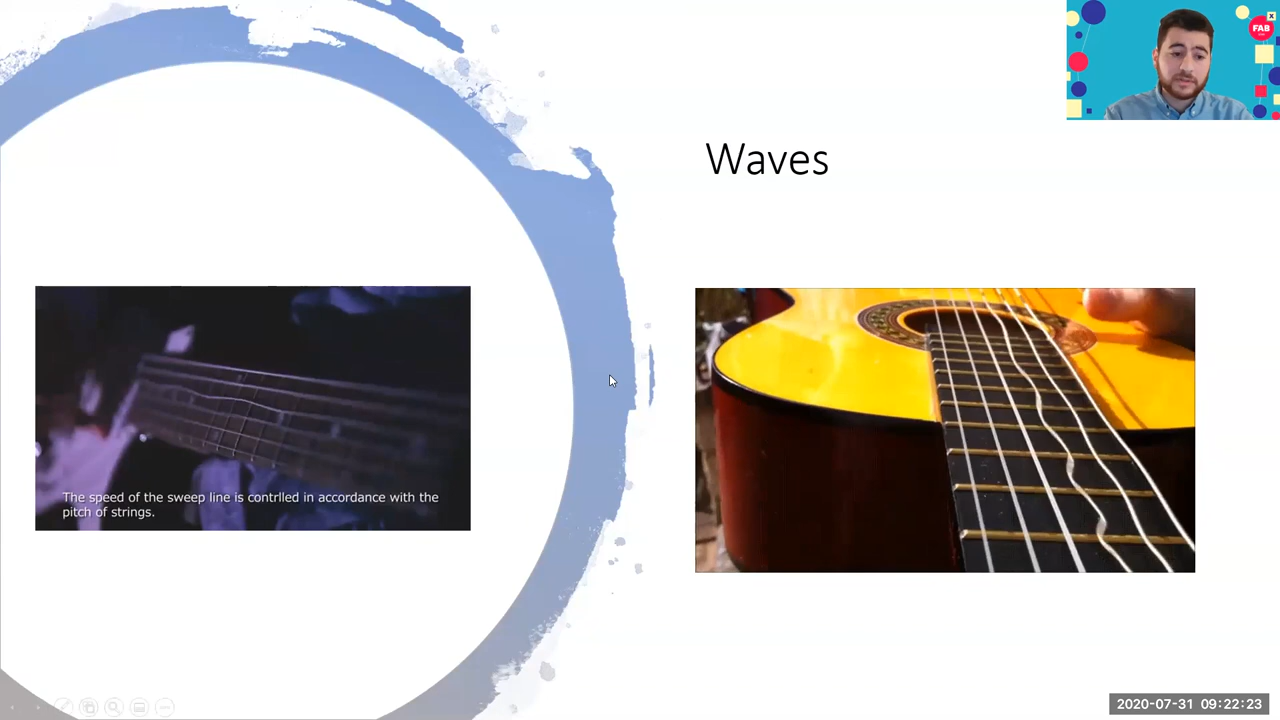 FAB
x
Waves
The speed of the sweep line is contrlled in accordance with the
pitch of strings.
2020-07-31 09:22:23